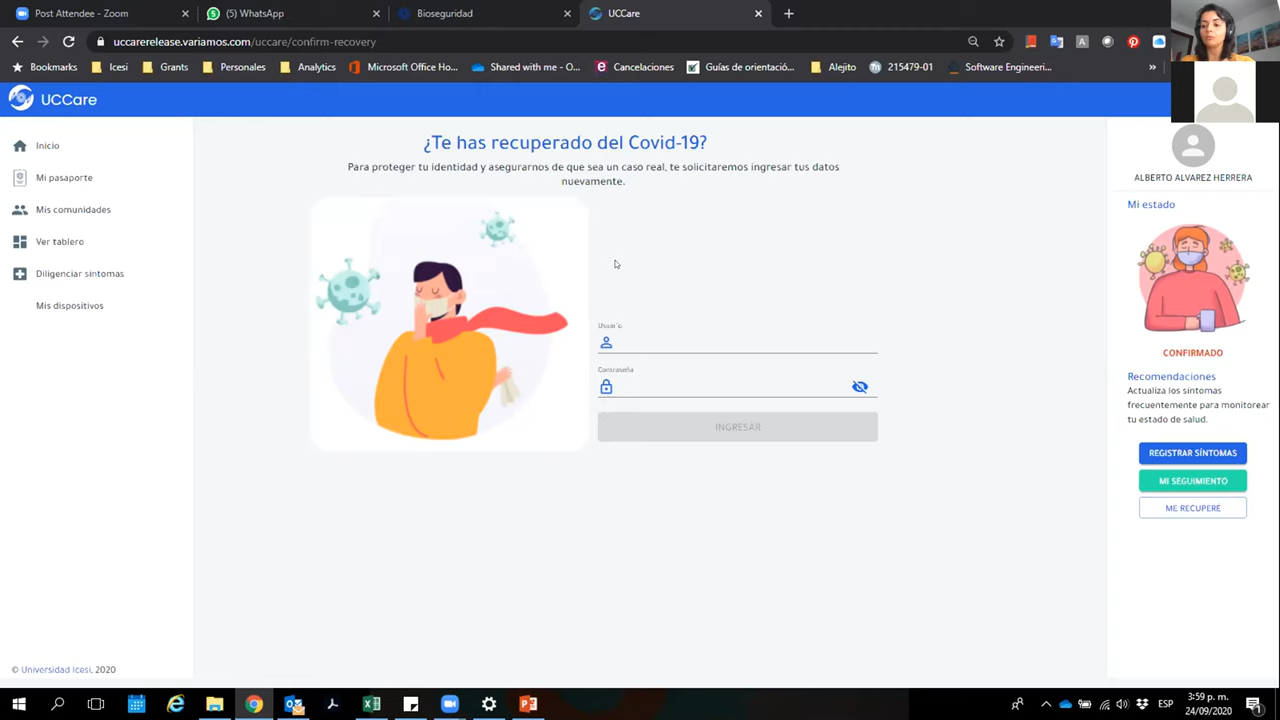 Post Attendee - Zoom
(5) WhatsApp
Bioseguridad
UCCare
uccarerelease.variamos.com/uccare/confirm-recovery
Bookmarks
Icesi
Grants
Personales
Analytics
Microsoft Office Ho...
Shared with me - O...
Cancelaciones
Guías de orientació...
Alejito
215479-01
Software Engineeri...
»
UCCare
Inicio
Mi pasaporte
Mis comunidades
Ver tablero
Diligenciar síntomas
Mis dispositivos
© Universidad Icesi, 2020
¿Te has recuperado del Covid-19?
Para proteger tu identidad y asegurarnos de que sea un caso real, te solicitaremos ingresar tus datos
nuevamente.
Usuario
Contraseña
INGRESAR
ALBERTO ALVAREZ HERRERA
Mi estado
CONFIRMADO
Recomendaciones
Actualiza los síntomas
frecuentemente para monitorear
tu estado de salud.
REGISTRAR SÍNTOMAS
MI SEGUIMIENTO
ME RECUPERÉ
ESP
3:59 p. m.
24/09/2020
1